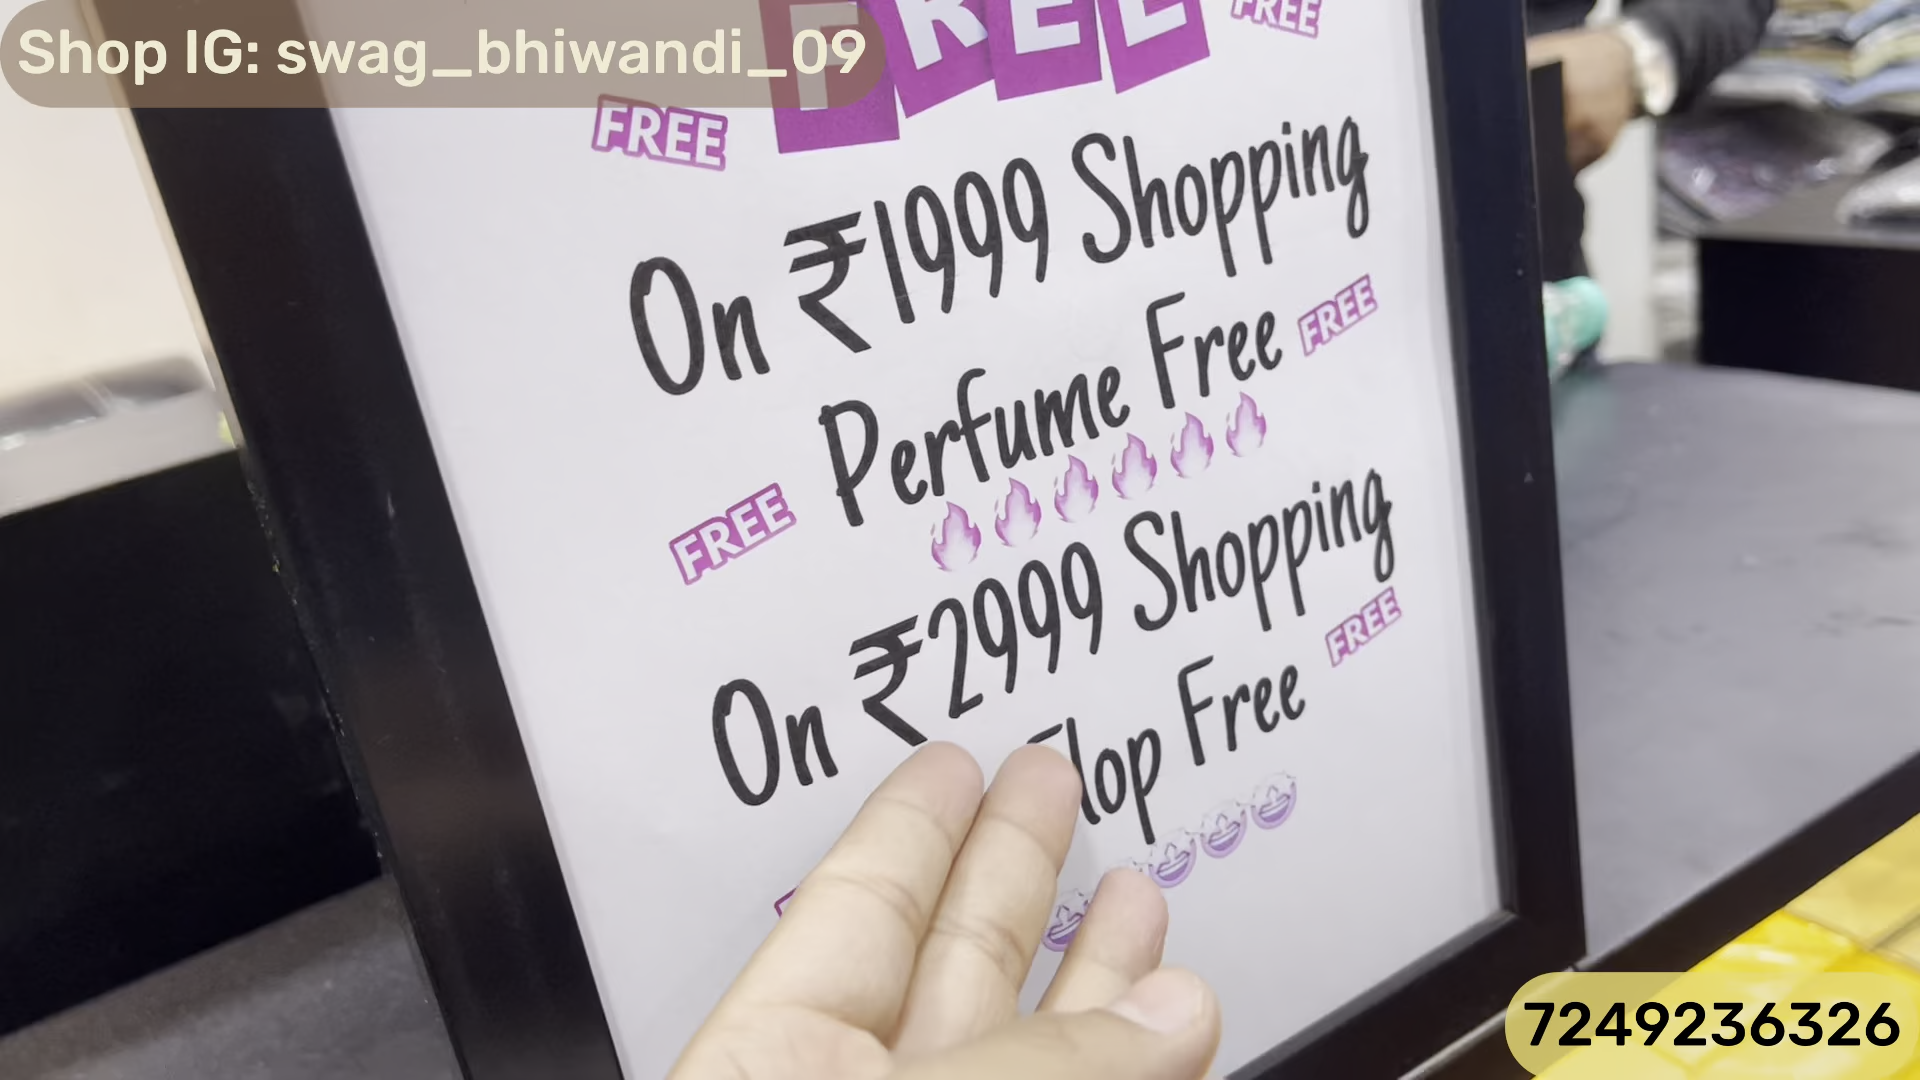 Shop IG: swag_bhiwandi_09
FREE
FREE
FREE
On ₹1999 Shopping
Perfume Free
FREE
FREE
On ₹2999 Shopping
Flop Free
FREE
7249236326